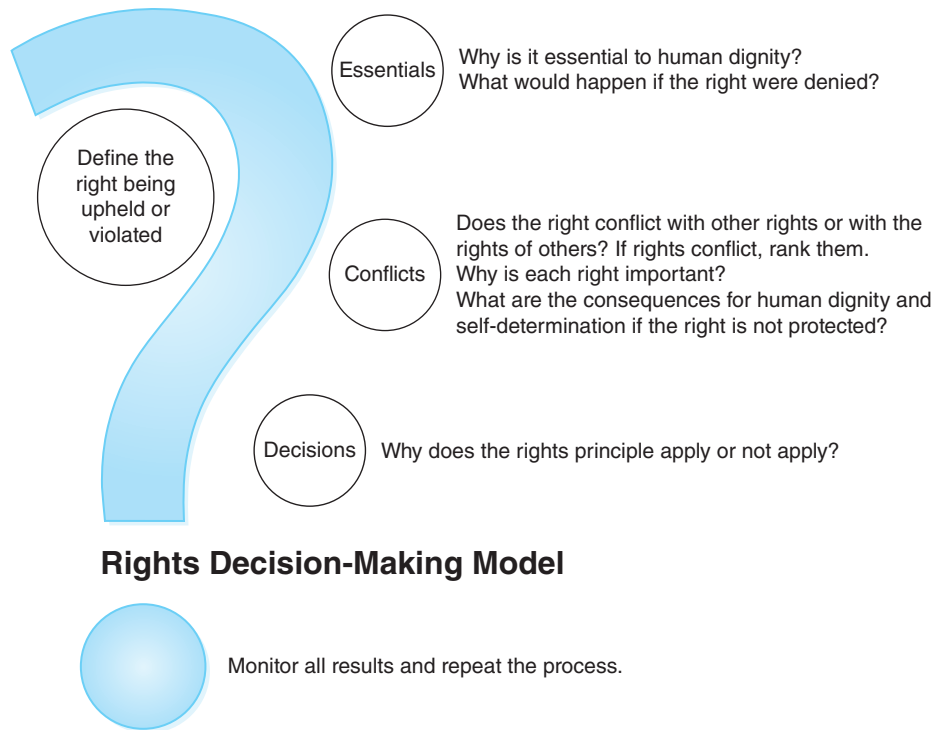 Essentials
Why is it essential to human dignity?
What would happen if the right were denied?
Define the
right being
upheld or
violated
Conflicts
Does the right conflict with other rights or with the
rights of others? If rights conflict, rank them.
Why is each right important?
What are the consequences for human dignity and
self-determination if the right is not protected?
Decisions
Why does the rights principle apply or not apply?
Rights Decision-Making Model
Monitor all results and repeat the process.